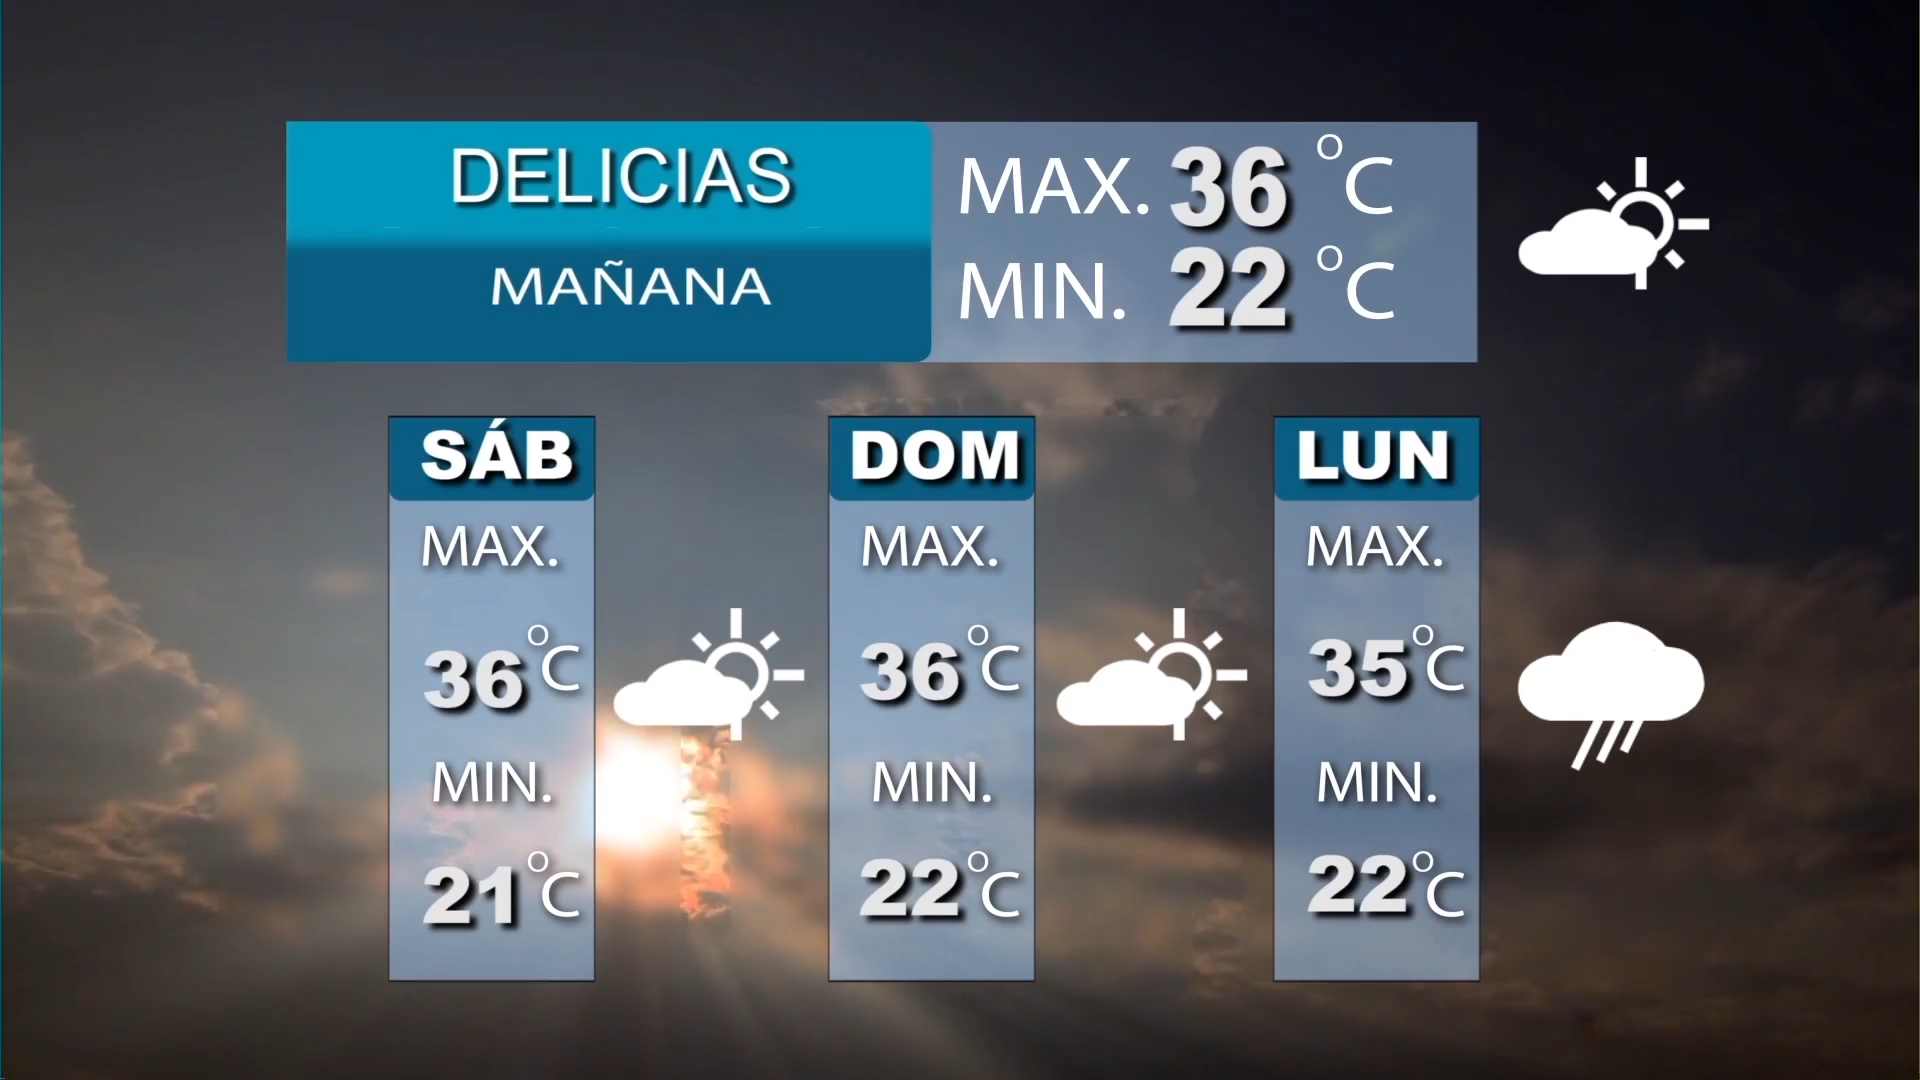 DELICIAS
MAÑANA
MAX. 36 °C
MIN. 22 °C
SÁB
MAX.
36 °C
MIN.
21 °C
DOM
MAX.
36 °C
MIN.
22 °C
LUN
MAX.
35 °C
MIN.
22 °C